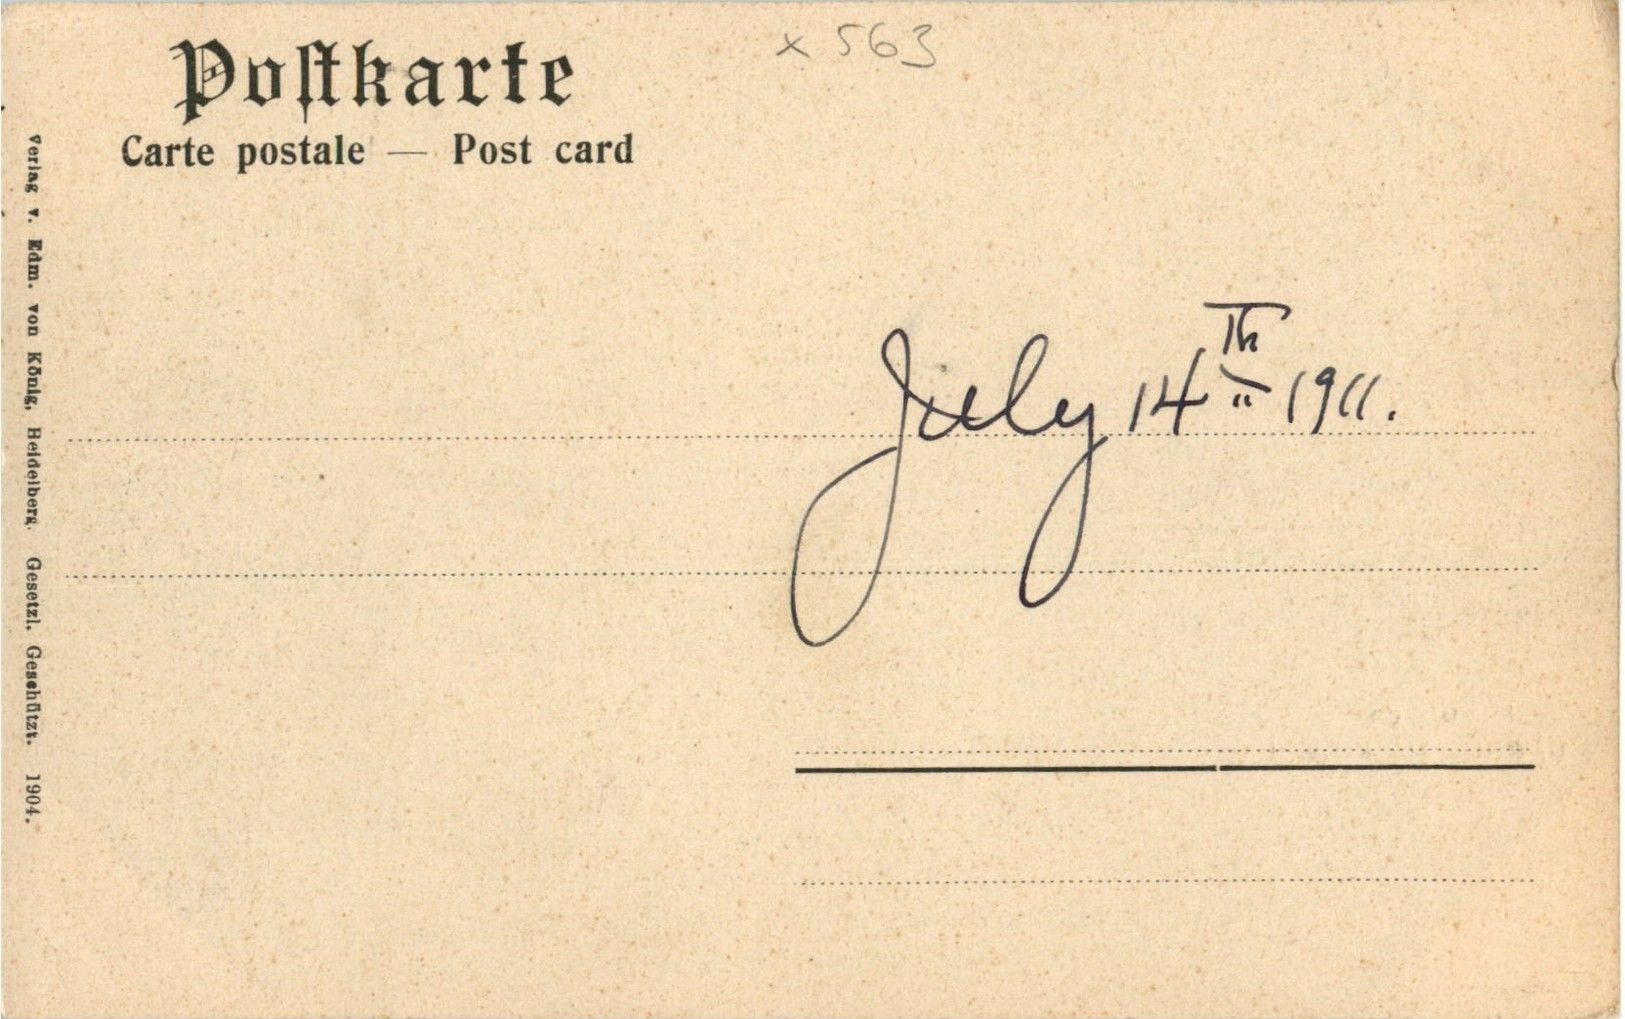 x 563
Postkarte
Carte postale — Post card
July 14Th 1911.
Verlag v. Edm. von König, Heidelberg. Gesetzl. Geschützt. 1904.